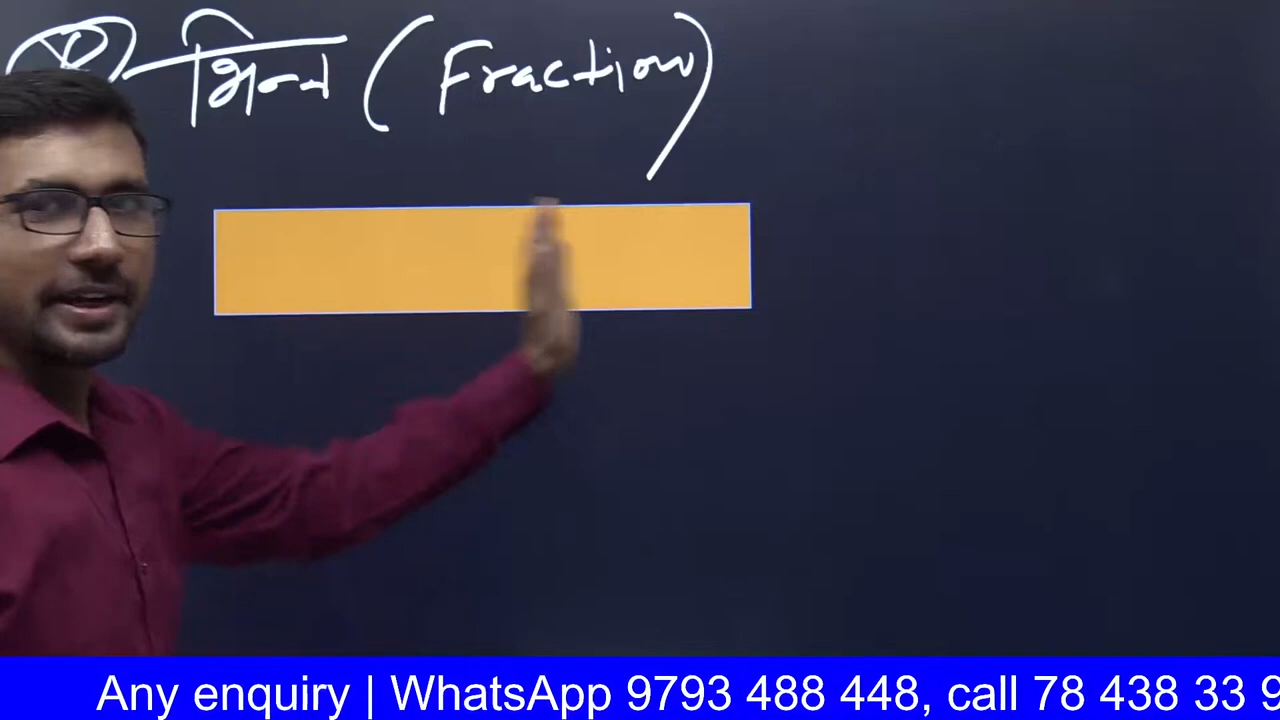 भिन्न (Fraction)
Any enquiry | WhatsApp 9793 488 448, call 78 438 33 9